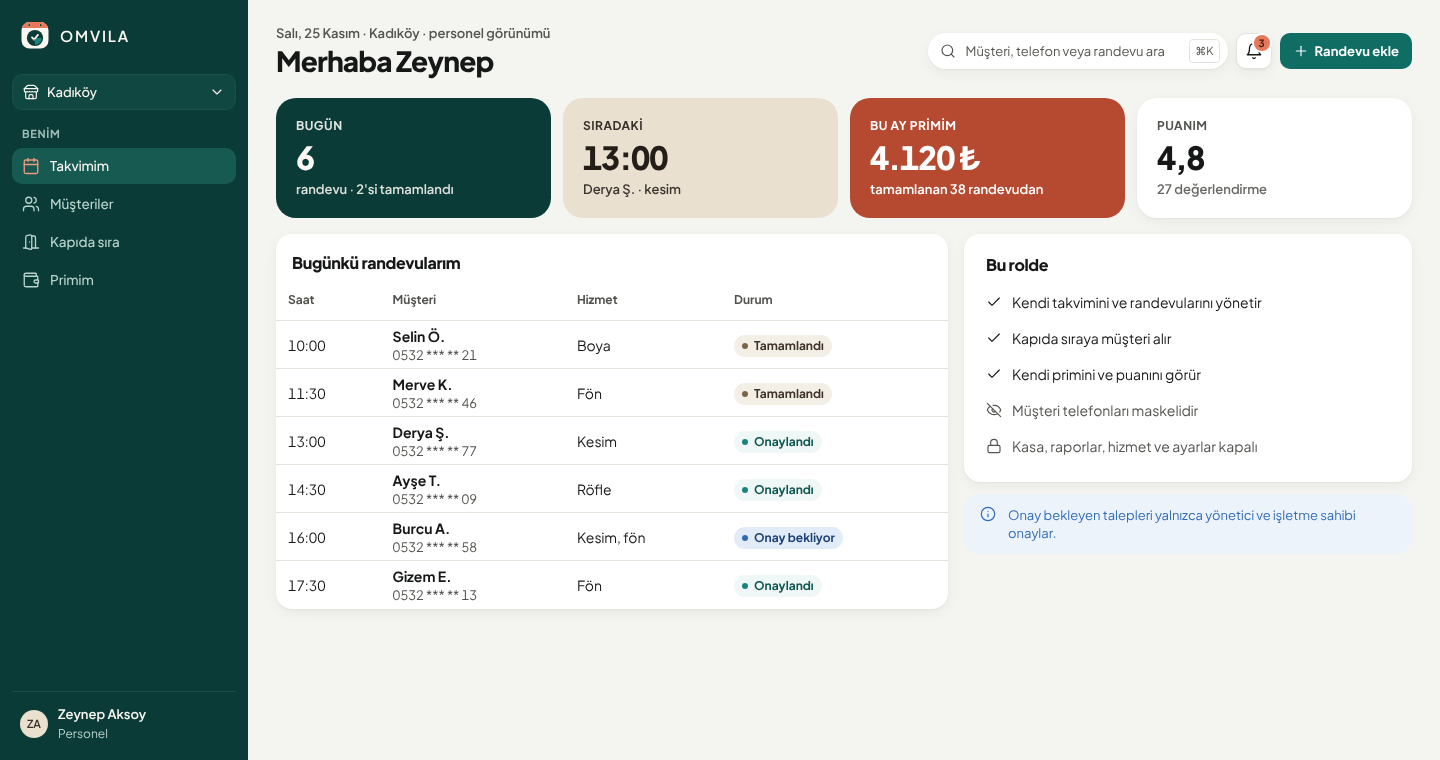 OMVILA
Kadıköy
BENİM
Takvimim
Müşteriler
Kapıda sıra
Primim
ZA
Zeynep Aksoy
Personel
Salı, 25 Kasım · Kadıköy · personel görünümü
Merhaba Zeynep
Müşteri, telefon veya randevu ara ⌘K
3
+ Randevu ekle
BUGÜN
6
randevu · 2'si tamamlandı
SIRADAKİ
13:00
Derya Ş. · kesim
BU AY PRİMİM
4.120 ₺
tamamlanan 38 randevudan
PUANIM
4,8
27 değerlendirme
Bugünkü randevularım
Saat Müşteri Hizmet Durum
10:00 Selin Ö. Boya Tamamlandı
0532 *** ** 21
11:30 Merve K. Fön Tamamlandı
0532 *** ** 46
13:00 Derya Ş. Kesim Onaylandı
0532 *** ** 77
14:30 Ayşe T. Röfle Onaylandı
0532 *** ** 09
16:00 Burcu A. Kesim, fön Onay bekliyor
0532 *** ** 58
17:30 Gizem E. Fön Onaylandı
0532 *** ** 13
Bu rolde
Kendi takvimini ve randevularını yönetir
Kapıda sıraya müşteri alır
Kendi primini ve puanını görür
Müşteri telefonları maskelidir
Kasa, raporlar, hizmet ve ayarlar kapalı
Onay bekleyen talepleri yalnızca yönetici ve işletme sahibi
onaylar.